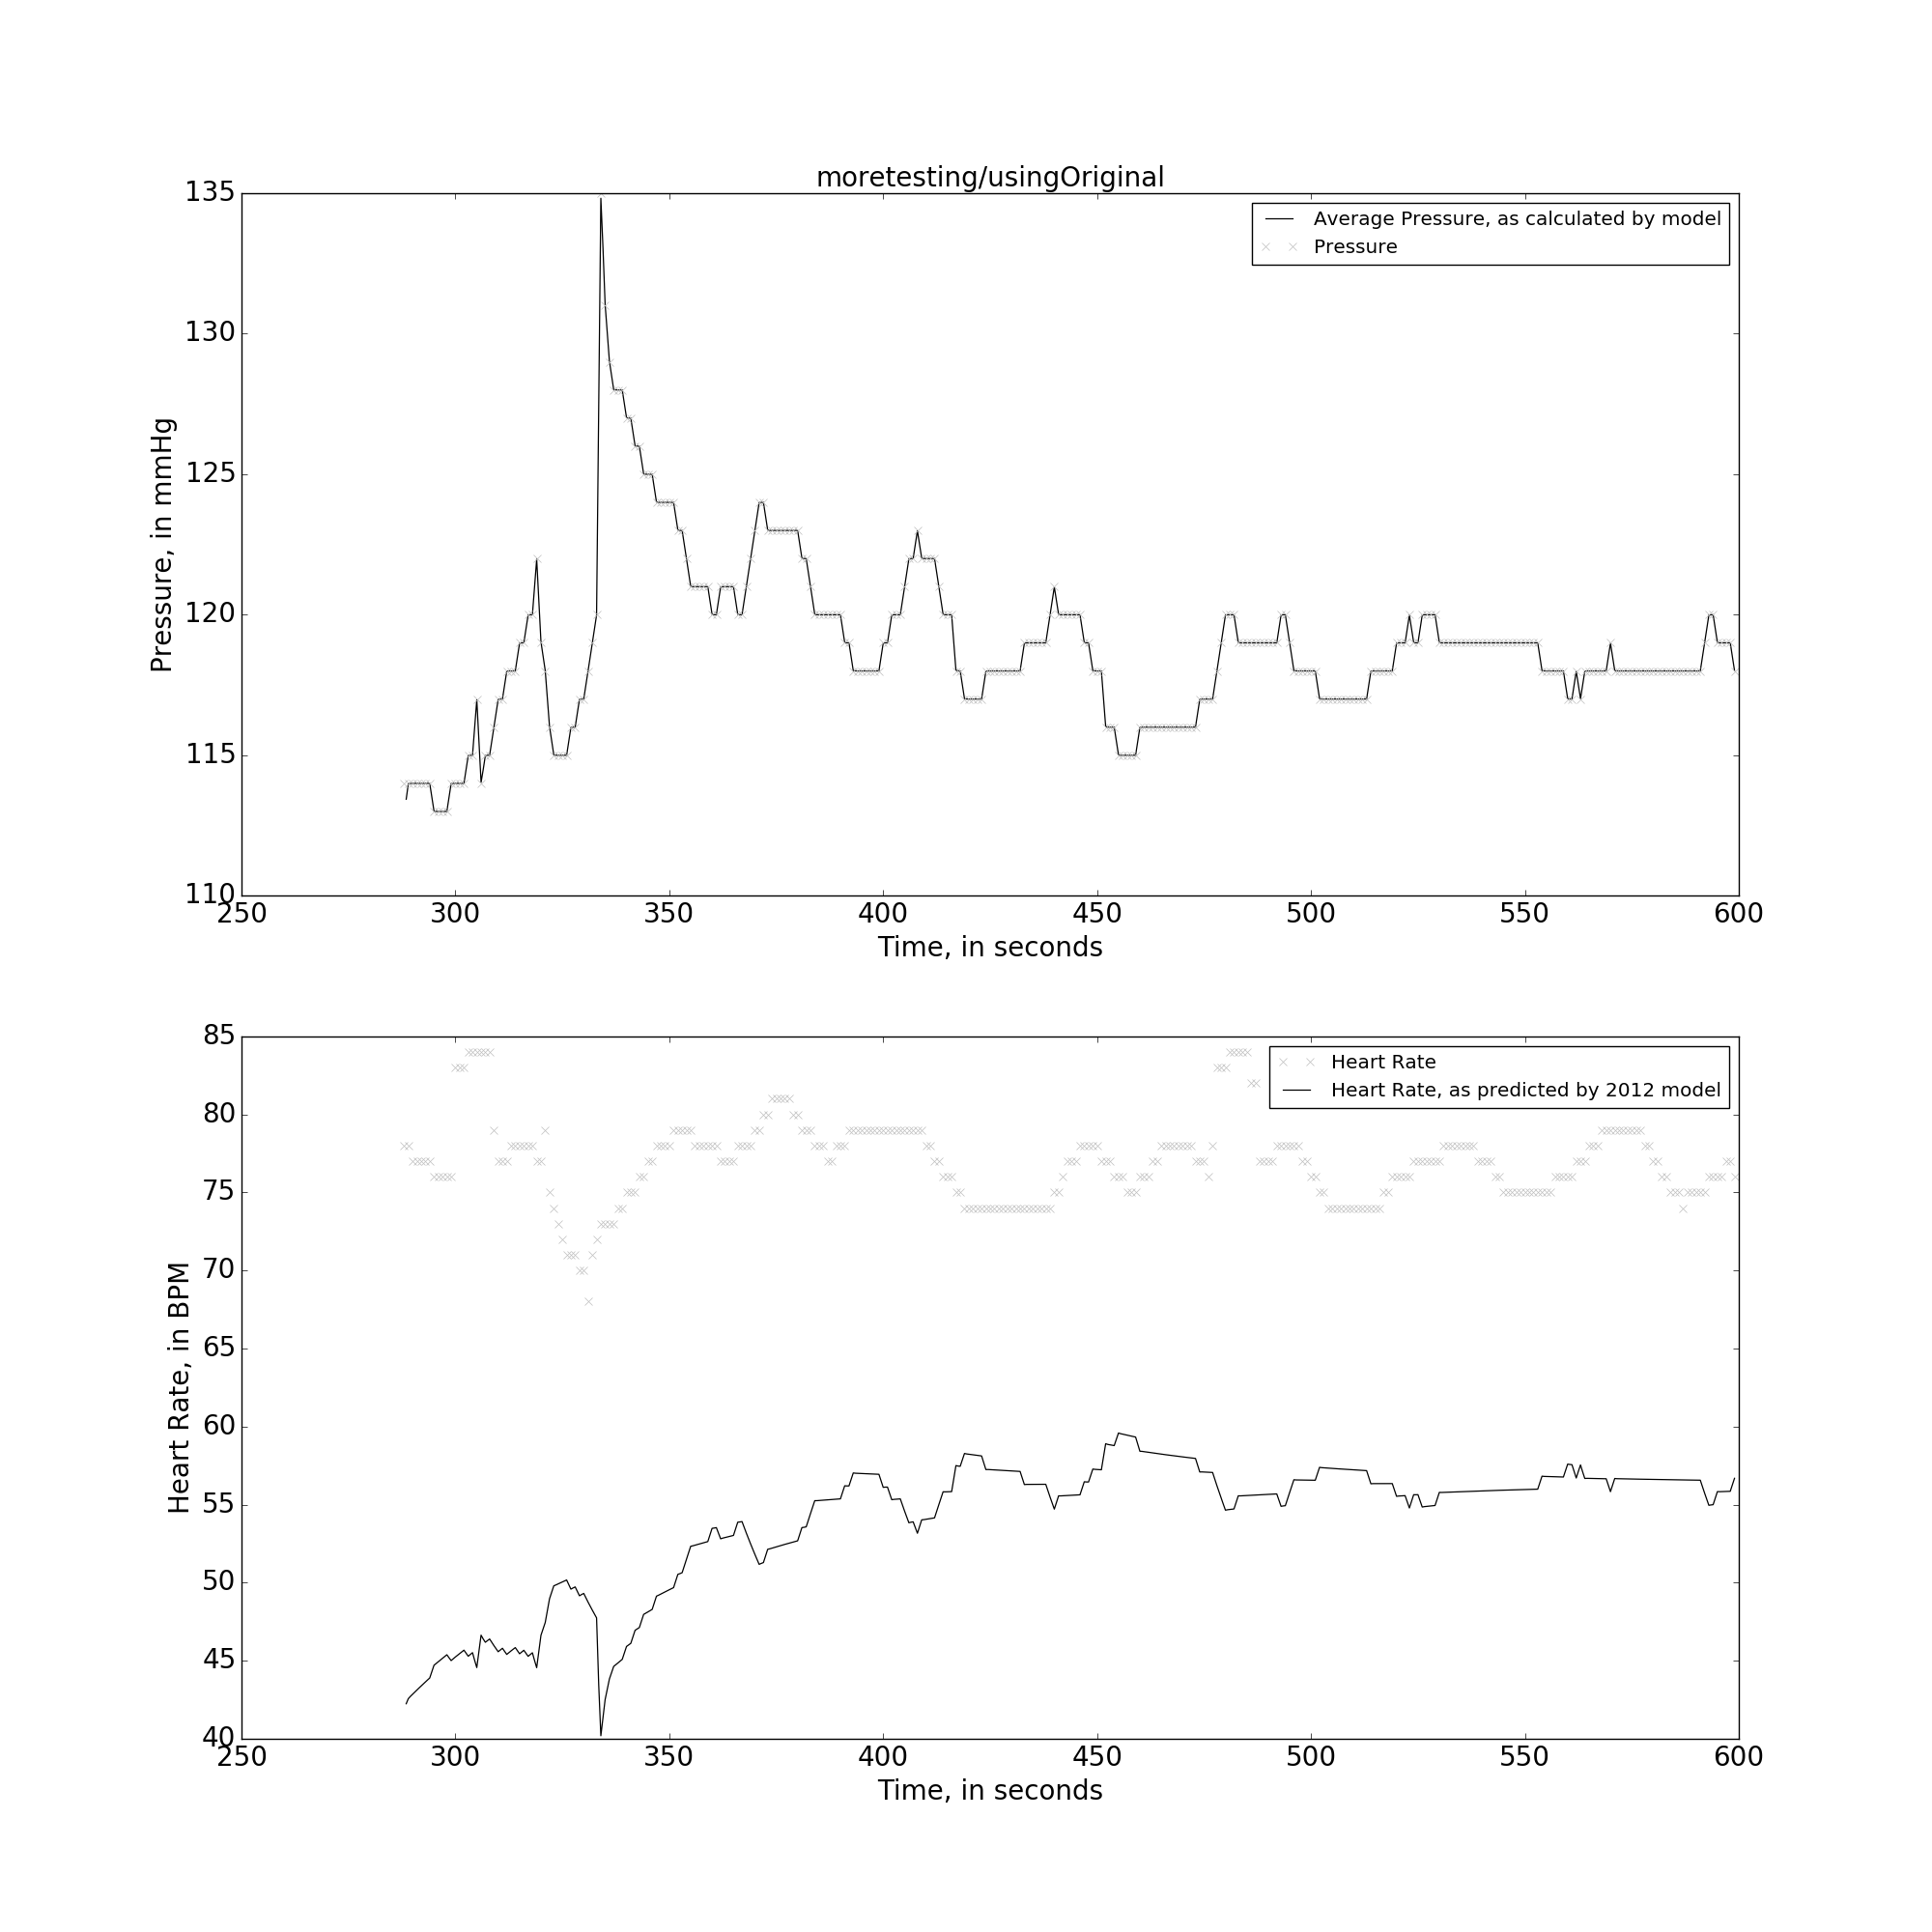 moretesting/usingOriginal
135
130
125
120
115
110
Pressure, in mmHg
Average Pressure, as calculated by model
Pressure
250 300 350 400 450 500 550 600
Time, in seconds
85
80
75
70
65
60
55
50
45
40
Heart Rate, in BPM
Heart Rate
Heart Rate, as predicted by 2012 model
250 300 350 400 450 500 550 600
Time, in seconds